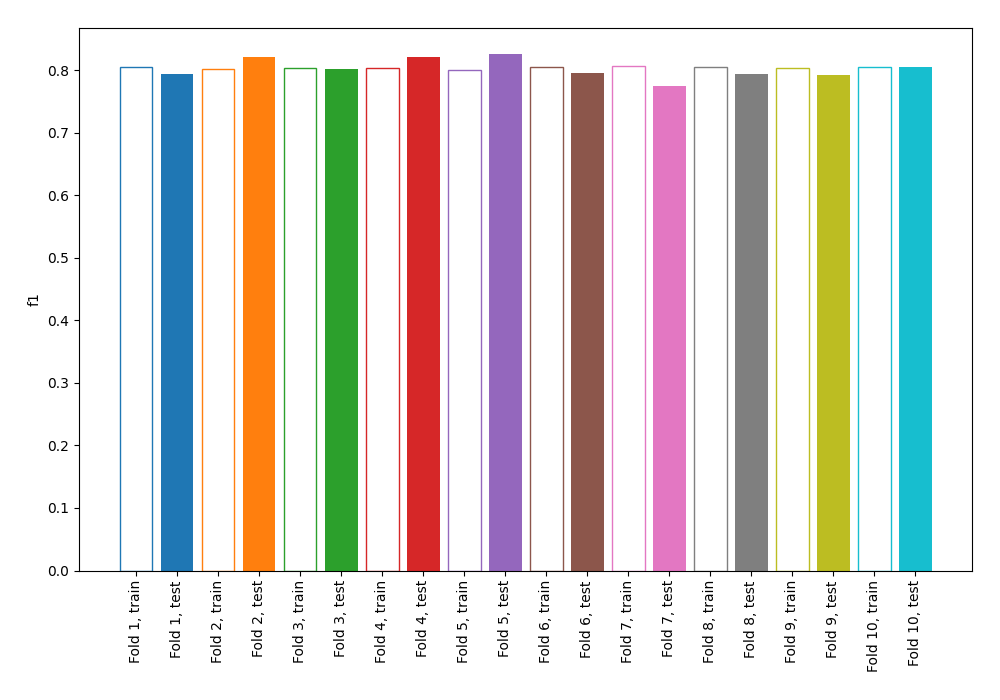 f1
0.8
0.7
0.6
0.5
0.4
0.3
0.2
0.1
0.0
Fold 1, train
Fold 1, test
Fold 2, train
Fold 2, test
Fold 3, train
Fold 3, test
Fold 4, train
Fold 4, test
Fold 5, train
Fold 5, test
Fold 6, train
Fold 6, test
Fold 7, train
Fold 7, test
Fold 8, train
Fold 8, test
Fold 9, train
Fold 9, test
Fold 10, train
Fold 10, test